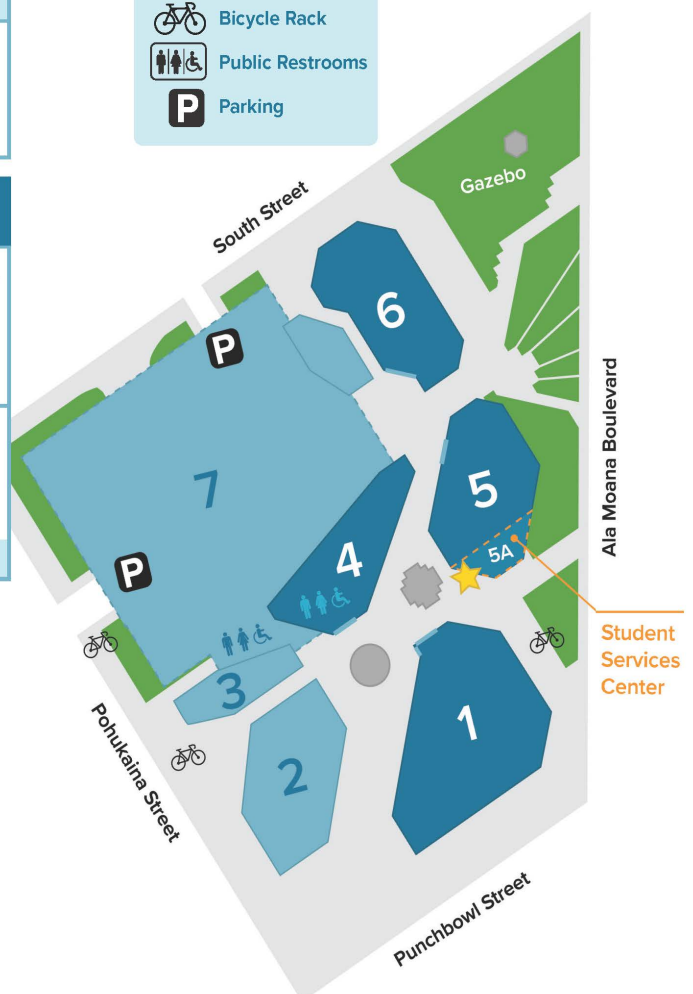 Bicycle Rack
Public Restrooms
P
Parking
Gazebo
South Street
6
P
Ala Moana Boulevard
7
5
5A
4
P
Student
Services
Center
3
1
2
Pohukaina Street
Punchbowl Street